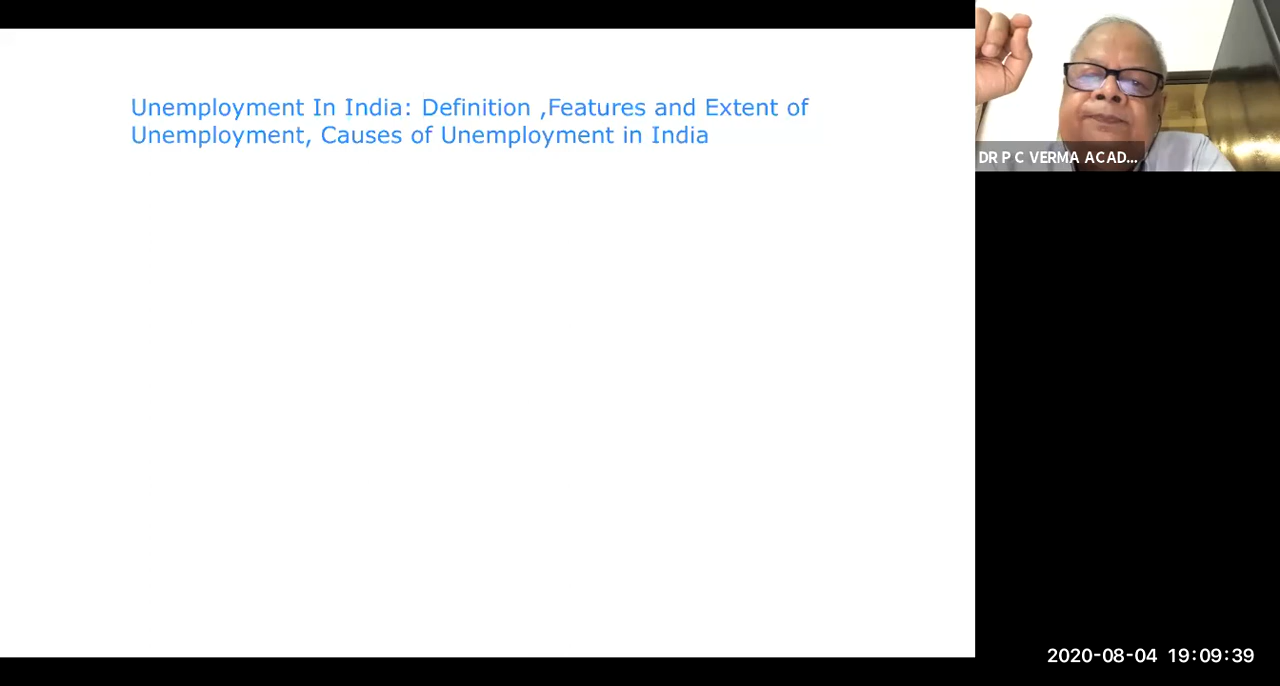 Unemployment In India: Definition ,Features and Extent of
Unemployment, Causes of Unemployment in India
DR P C VERMA ACAD...
2020-08-04 19:09:39